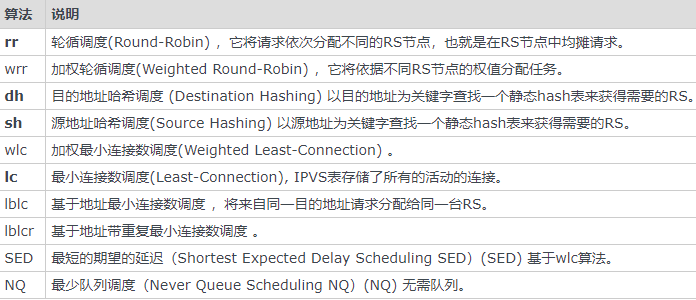 算法 说明
rr 轮循调度(Round-Robin) ，它将请求依次分配不同的RS节点，也就是在RS节点中均摊请求。
wrr 加权轮循调度(Weighted Round-Robin) ，它将依据不同RS节点的权值分配任务。
dh 目的地址哈希调度 (Destination Hashing) 以目的地址为关键字查找一个静态hash表来获得需要的RS。
sh 源地址哈希调度(Source Hashing) 以源地址为关键字查找一个静态hash表来获得需要的RS。
wlc 加权最小连接数调度(Weighted Least-Connection) 。
lc 最小连接数调度(Least-Connection), IPVS表存储了所有的活动的连接。
lblc 基于地址最小连接数调度 ，将来自同一目的地址请求分配给同一台RS。
lblcr 基于地址带重复最小连接数调度 。
SED 最短的期望的延迟（Shortest Expected Delay Scheduling SED）(SED) 基于wlc算法。
NQ 最少队列调度（Never Queue Scheduling NQ）(NQ) 无需队列。